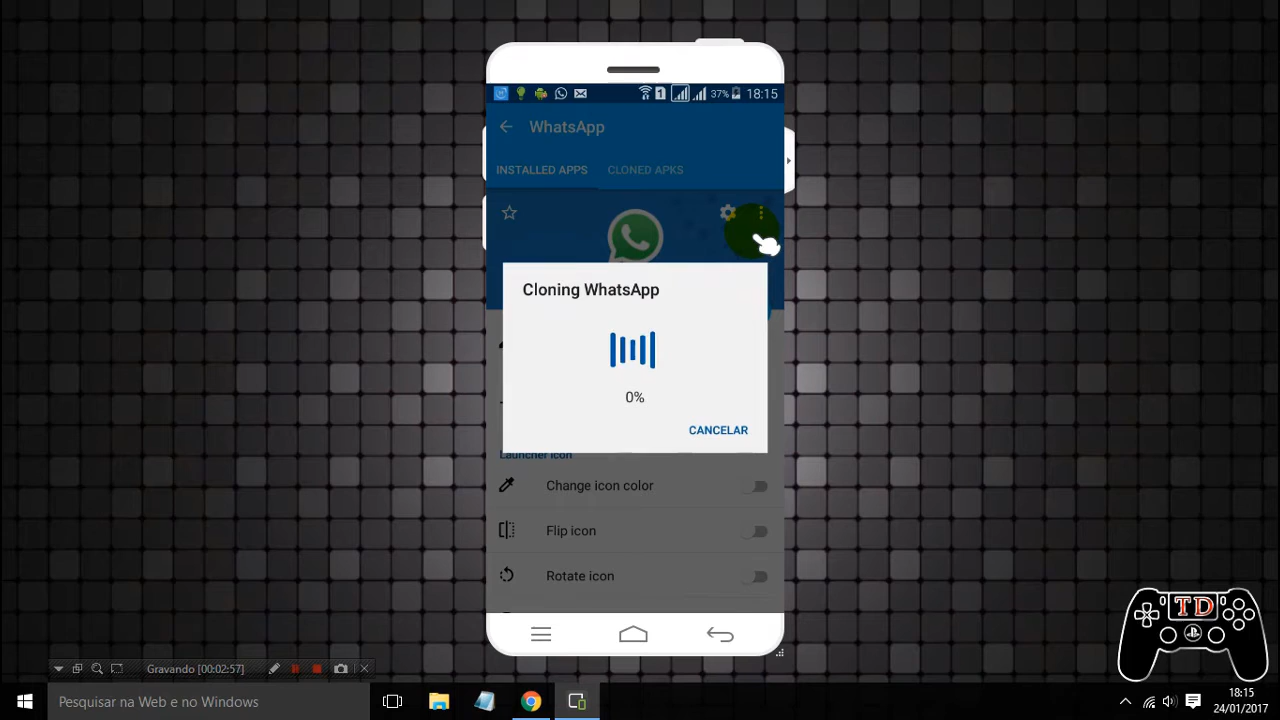 1
37%
18:15
WhatsApp
INSTALLED APPS
CLONED APKS
Cloning WhatsApp
0%
CANCELAR
Launcher icon
Change icon color
Flip icon
Rotate icon
TD
Gravando [00:02:57]
Pesquisar na Web e no Windows
18:15
24/01/2017